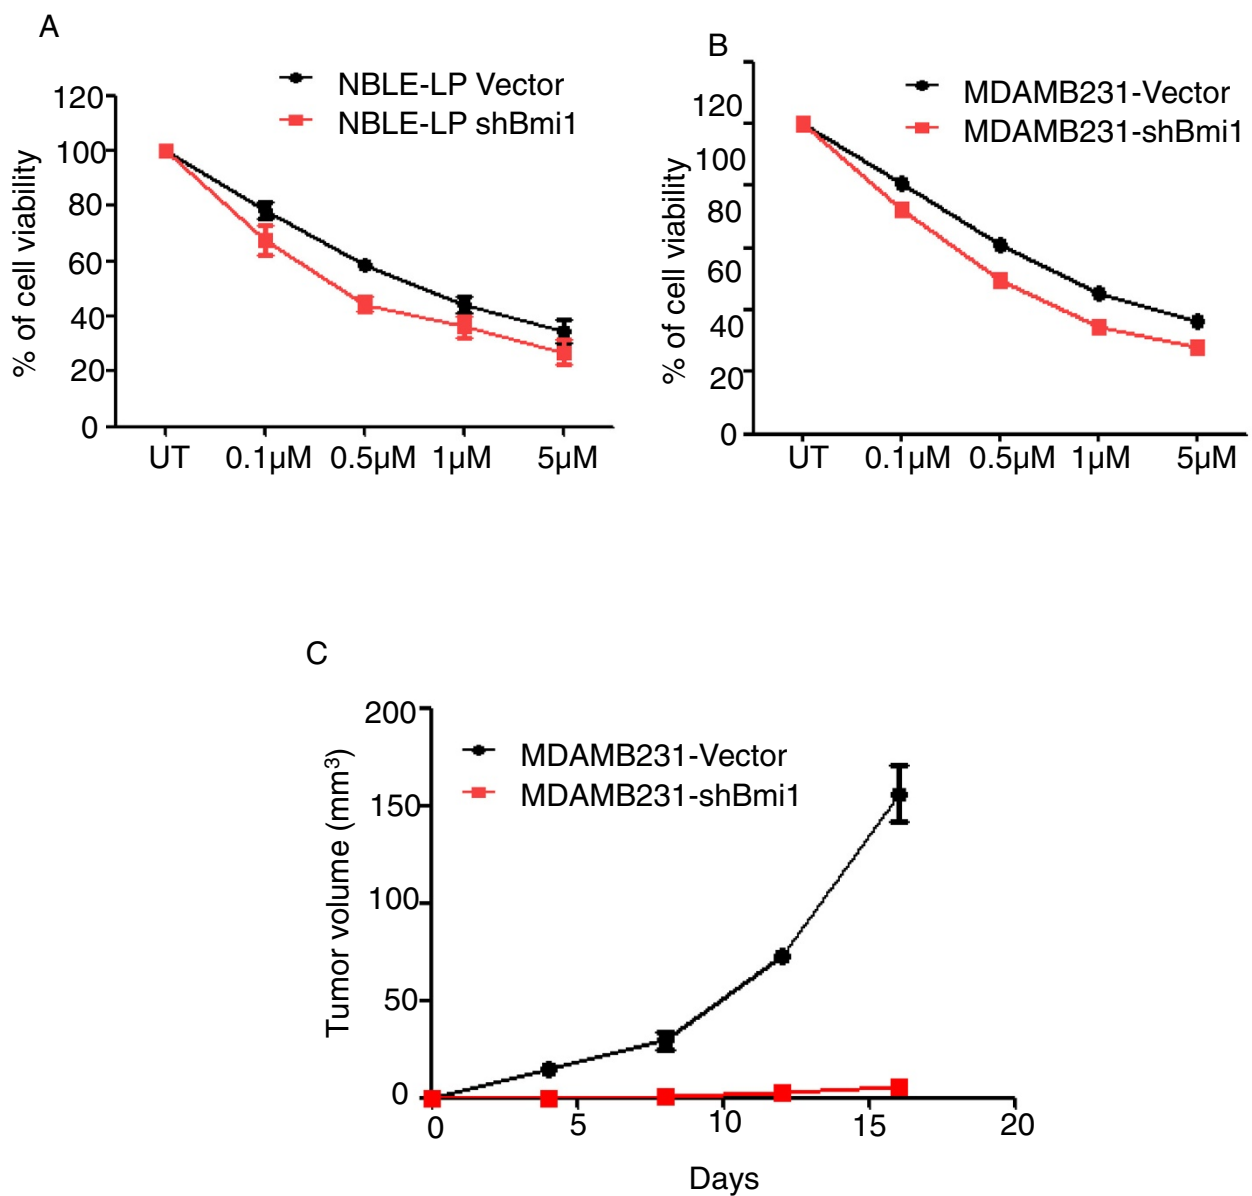 A
NBLE-LP Vector
NBLE-LP shBmi1
% of cell viability
120
100
80
60
40
20
0
UT 0.1µM 0.5µM 1µM 5µM
B
MDAMB231-Vector
MDAMB231-shBmi1
% of cell viability
120
100
80
60
40
20
0
UT 0.1µM 0.5µM 1µM 5µM
C
MDAMB231-Vector
MDAMB231-shBmi1
Tumor volume (mm³)
200
150
100
50
0
0 5 10 15 20
Days